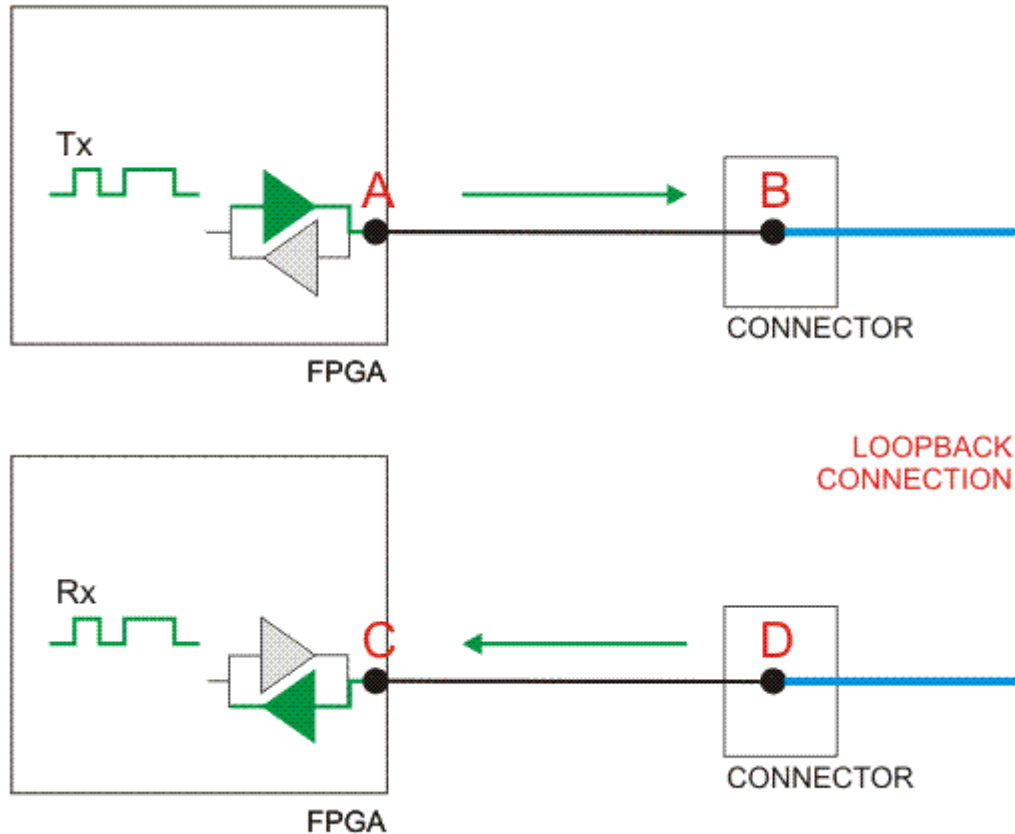 Tx
A
B
CONNECTOR
FPGA
LOOPBACK
CONNECTION
Rx
C
D
CONNECTOR
FPGA